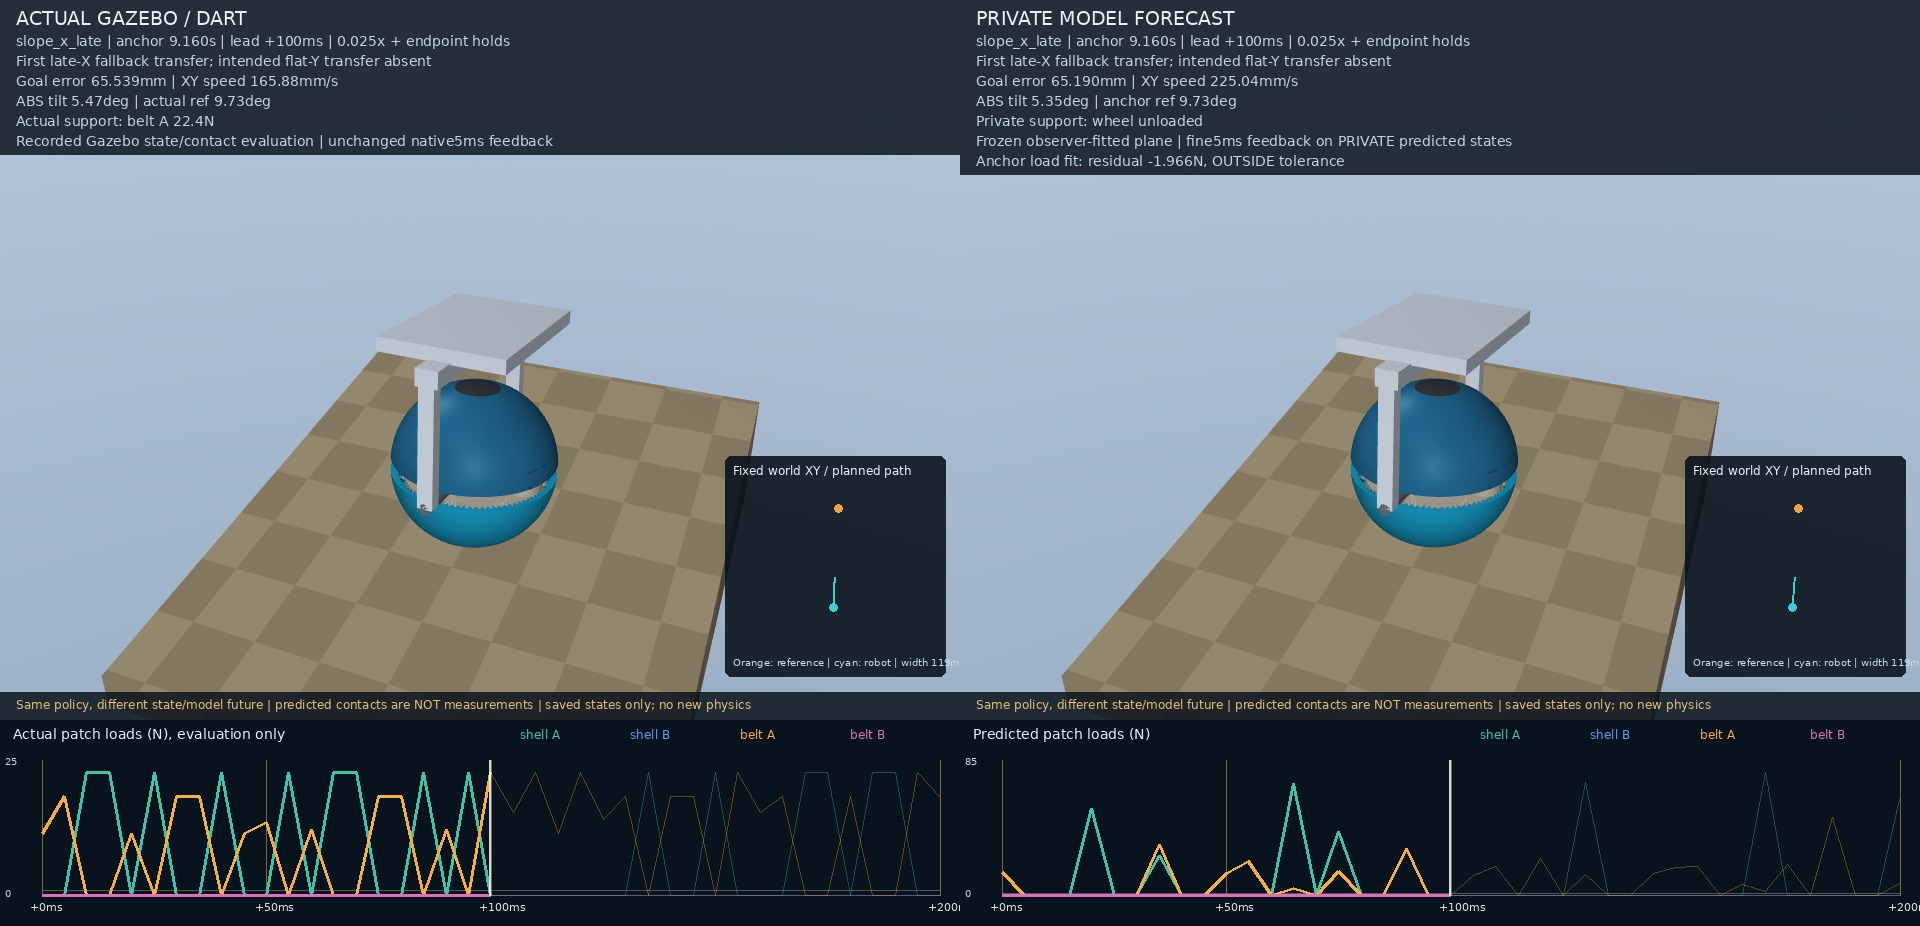 ACTUAL GAZEBO / DART
slope_x_late | anchor 9.160s | lead +100ms | 0.025x + endpoint holds
First late-X fallback transfer; intended flat-Y transfer absent
Goal error 65.539mm | XY speed 165.88mm/s
ABS tilt 5.47deg | actual ref 9.73deg
Actual support: belt A 22.4N
Recorded Gazebo state/contact evaluation | unchanged native5ms feedback
Fixed world XY / planned path
Orange: reference | cyan: robot | width 119m
Same policy, different state/model future | predicted contacts are NOT measurements | saved states only; no new physics
Actual patch loads (N), evaluation only
shell A
shell B
belt A
belt B
25
0
+0ms
+50ms
+100ms
+200
PRIVATE MODEL FORECAST
slope_x_late | anchor 9.160s | lead +100ms | 0.025x + endpoint holds
First late-X fallback transfer; intended flat-Y transfer absent
Goal error 65.190mm | XY speed 225.04mm/s
ABS tilt 5.35deg | anchor ref 9.73deg
Private support: wheel unloaded
Frozen observer-fitted plane | fine5ms feedback on PRIVATE predicted states
Anchor load fit: residual -1.966N, OUTSIDE tolerance
Fixed world XY / planned path
Orange: reference | cyan: robot | width 119m
Same policy, different state/model future | predicted contacts are NOT measurements | saved states only; no new physics
Predicted patch loads (N)
shell A
shell B
belt A
belt B
85
0
+0ms
+50ms
+100ms
+200